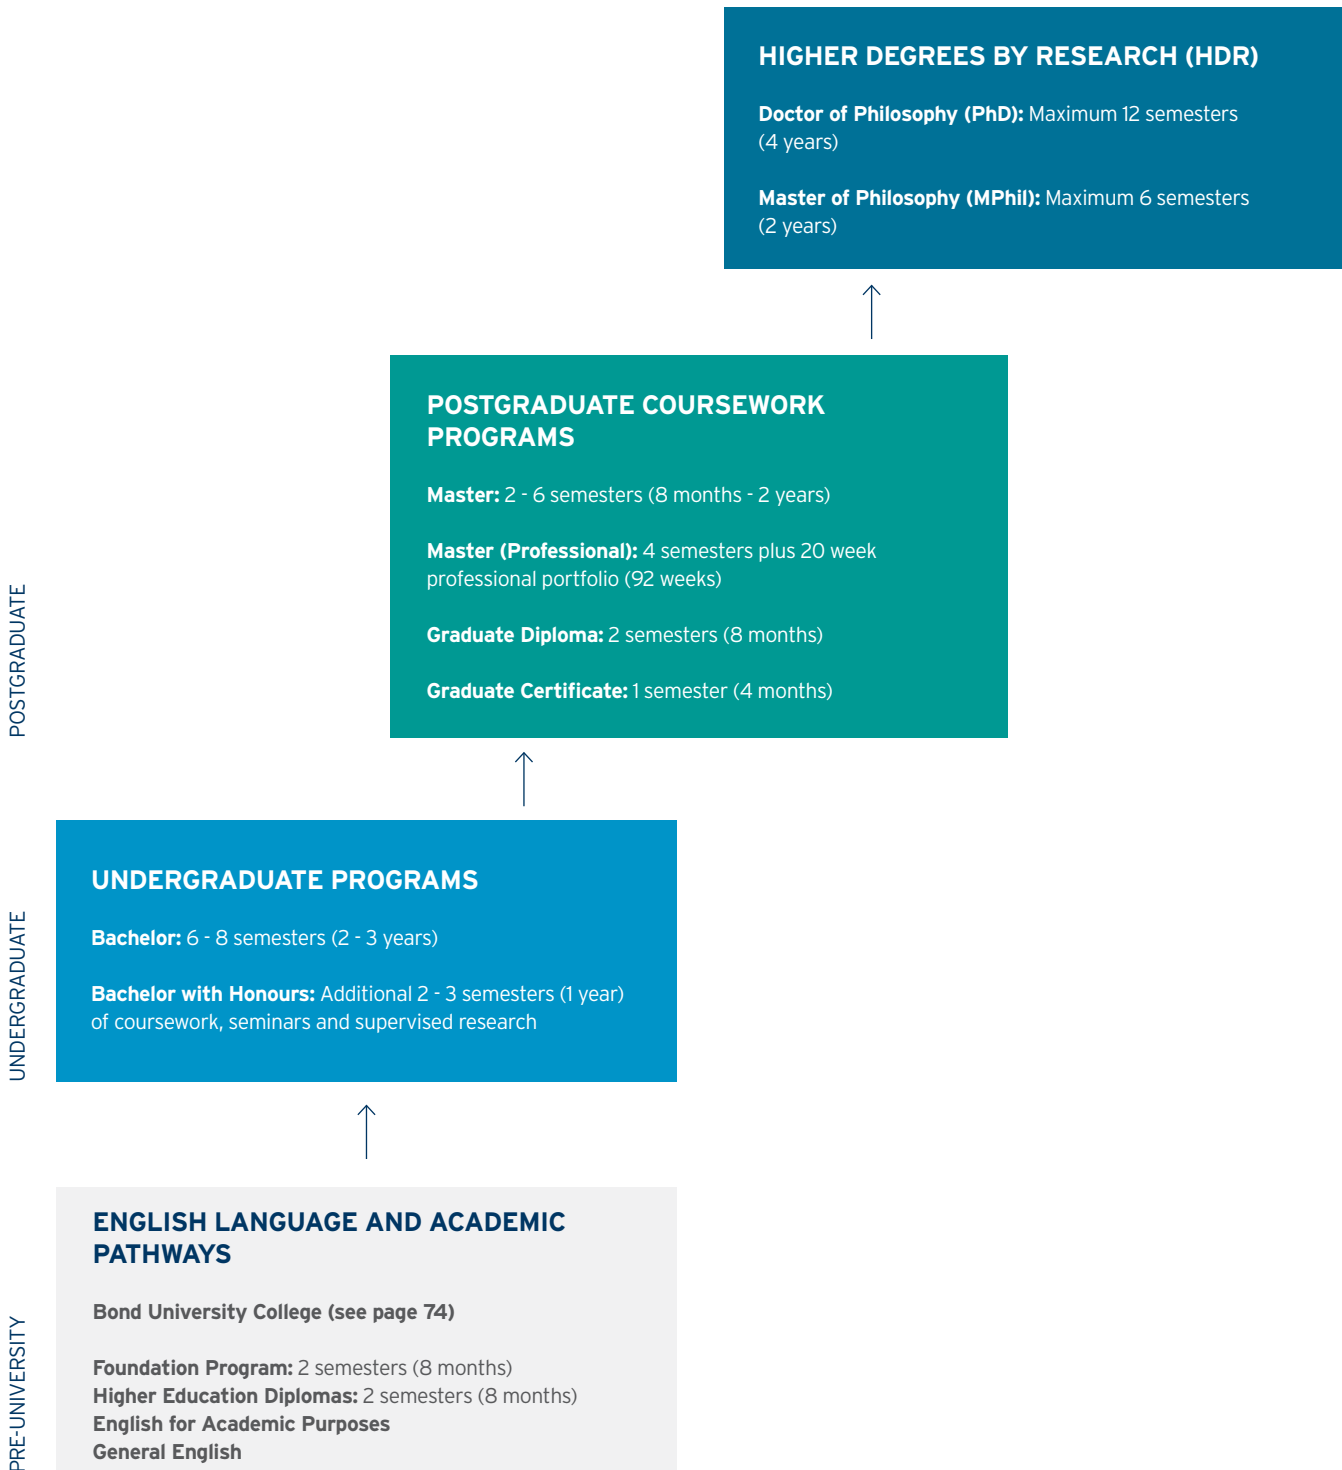 HIGHER DEGREES BY RESEARCH (HDR)
Doctor of Philosophy (PhD): Maximum 12 semesters
(4 years)
Master of Philosophy (MPhil): Maximum 6 semesters
(2 years)
POSTGRADUATE
POSTGRADUATE COURSEWORK
PROGRAMS
Master: 2 - 6 semesters (8 months - 2 years)
Master (Professional): 4 semesters plus 20 week
professional portfolio (92 weeks)
Graduate Diploma: 2 semesters (8 months)
Graduate Certificate: 1 semester (4 months)
UNDERGRADUATE
UNDERGRADUATE PROGRAMS
Bachelor: 6 - 8 semesters (2 - 3 years)
Bachelor with Honours: Additional 2 - 3 semesters (1 year)
of coursework, seminars and supervised research
PRE-UNIVERSITY
ENGLISH LANGUAGE AND ACADEMIC
PATHWAYS
Bond University College (see page 74)
Foundation Program: 2 semesters (8 months)
Higher Education Diplomas: 2 semesters (8 months)
English for Academic Purposes
General English